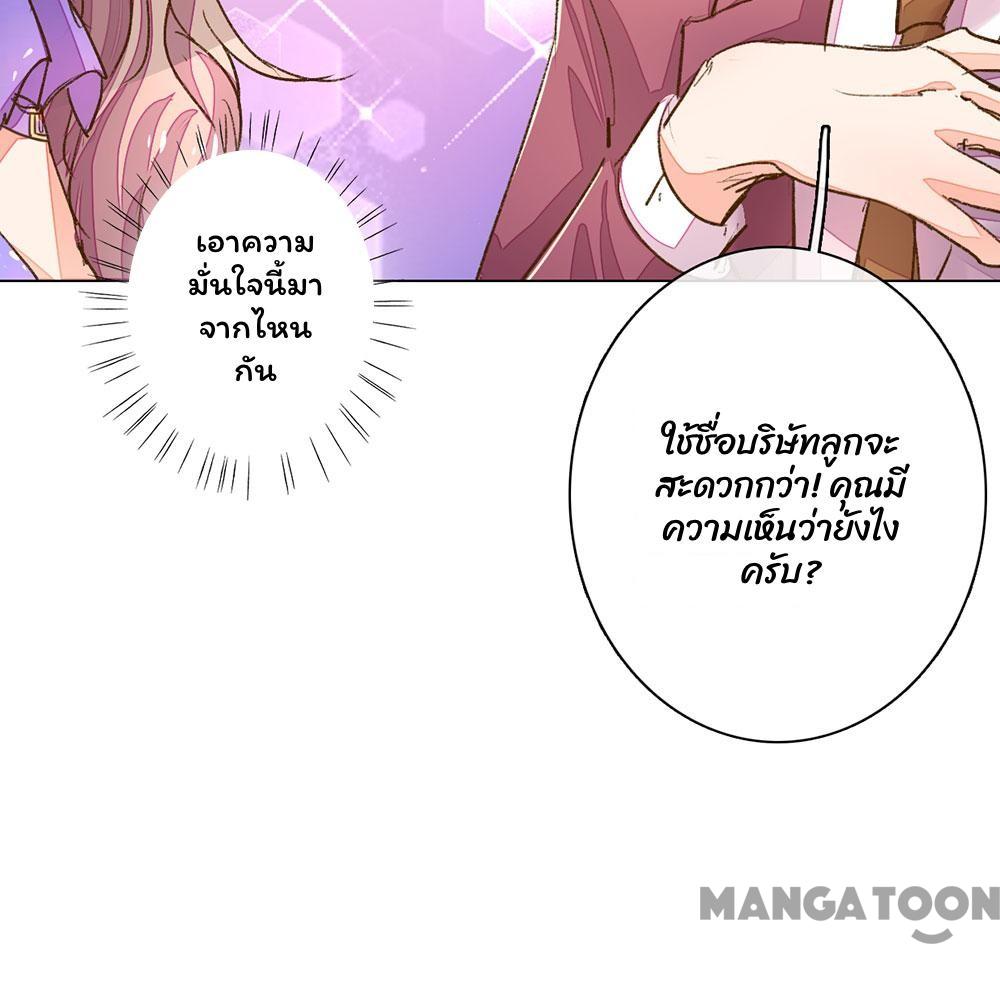 เอาความ
มั่นใจนี้มา
จากไหน
กัน
ใช้ชื่อบริษัทลูกจะ
สะดวกกว่า! คุณมี
ความเห็นว่ายังไง
ครับ?
MANGATOON